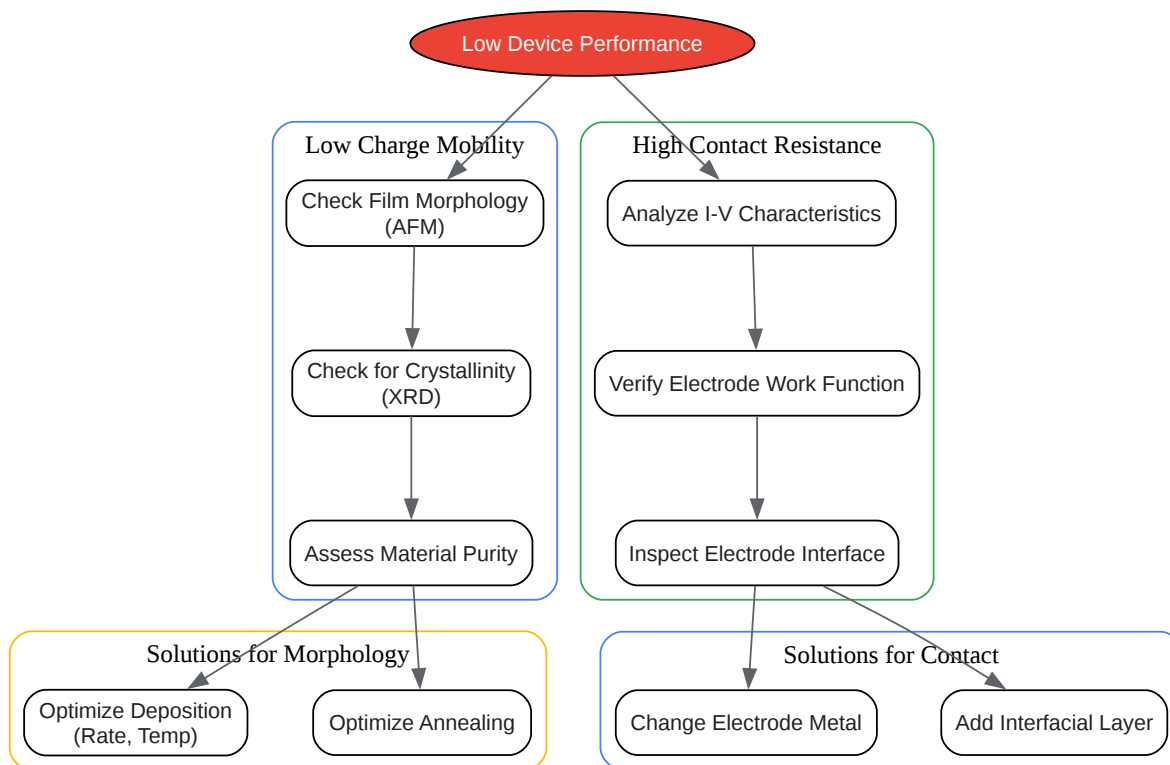 Low Device Performance
Low Charge Mobility
High Contact Resistance
Check Film Morphology
(AFM)
Analyze I-V Characteristics
Check for Crystallinity
(XRD)
Verify Electrode Work Function
Assess Material Purity
Inspect Electrode Interface
Solutions for Morphology
Solutions for Contact
Optimize Deposition
(Rate, Temp)
Optimize Annealing
Change Electrode Metal
Add Interfacial Layer